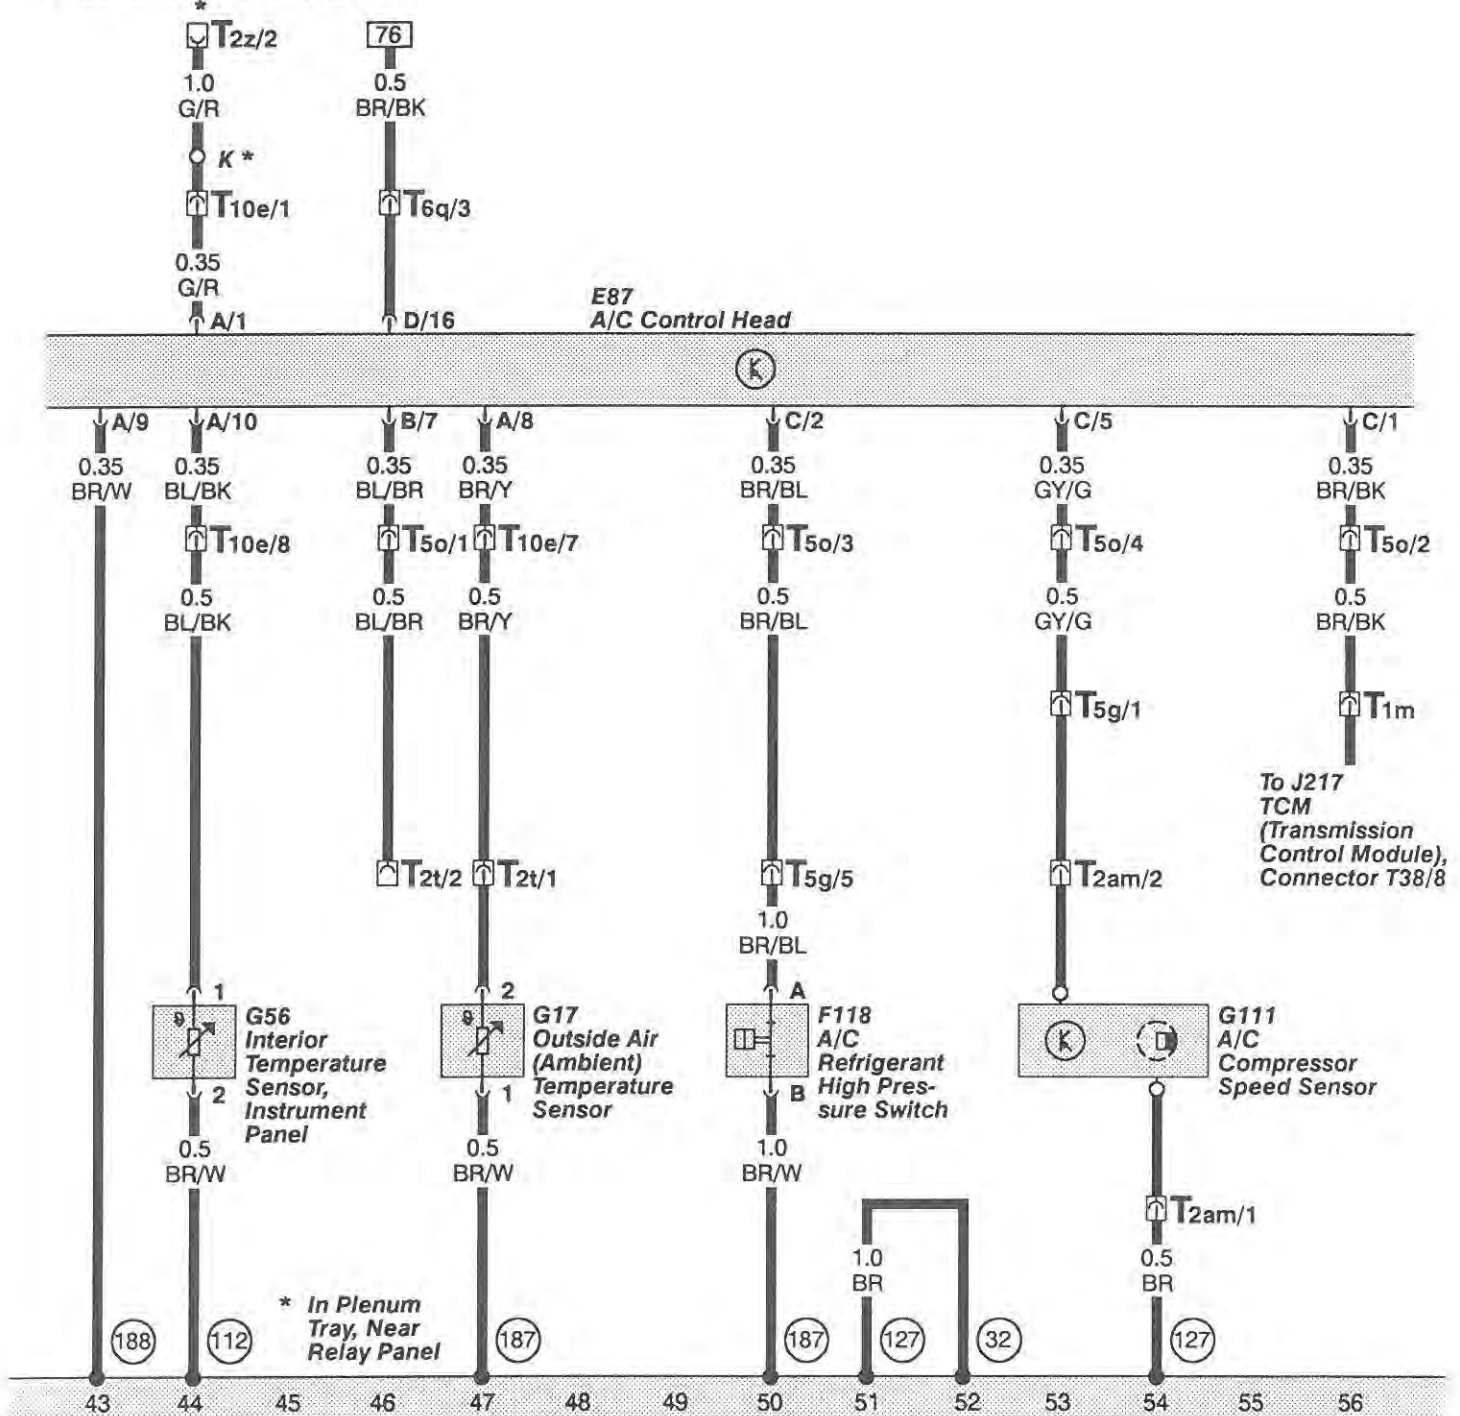 *
T2z/2
76
1.0
G/R
0.5
BR/BK
K *
T10e/1
T6q/3
0.35
G/R
A/1
D/16
E87
A/C Control Head
K
A/9
A/10
B/7
A/8
C/2
C/5
C/1
0.35
BR/W
0.35
BL/BK
0.35
BL/BR
0.35
BR/Y
0.35
BR/BL
0.35
GY/G
0.35
BR/BK
T10e/8
T5o/1
T10e/7
T5o/3
T5o/4
T5o/2
0.5
BL/BK
0.5
BL/BR
0.5
BR/Y
0.5
BR/BL
0.5
GY/G
0.5
BR/BK
T5g/1
T1m
To J217
TCM
(Transmission
Control Module),
Connector T38/8
T2t/2
T2t/1
T5g/5
T2am/2
1.0
BR/BL
1
2
A
G56
Interior
Temperature
Sensor,
Instrument
Panel
G17
Outside Air
(Ambient)
Temperature
Sensor
F118
A/C
Refrigerant
High Pres-
sure Switch
K
G111
A/C
Compressor
Speed Sensor
2
1
B
0.5
BR/W
0.5
BR/W
1.0
BR/W
T2am/1
1.0
BR
0.5
BR
* In Plenum
Tray, Near
Relay Panel
188
112
187
187
127
32
127
43 44 45 46 47 48 49 50 51 52 53 54 55 56